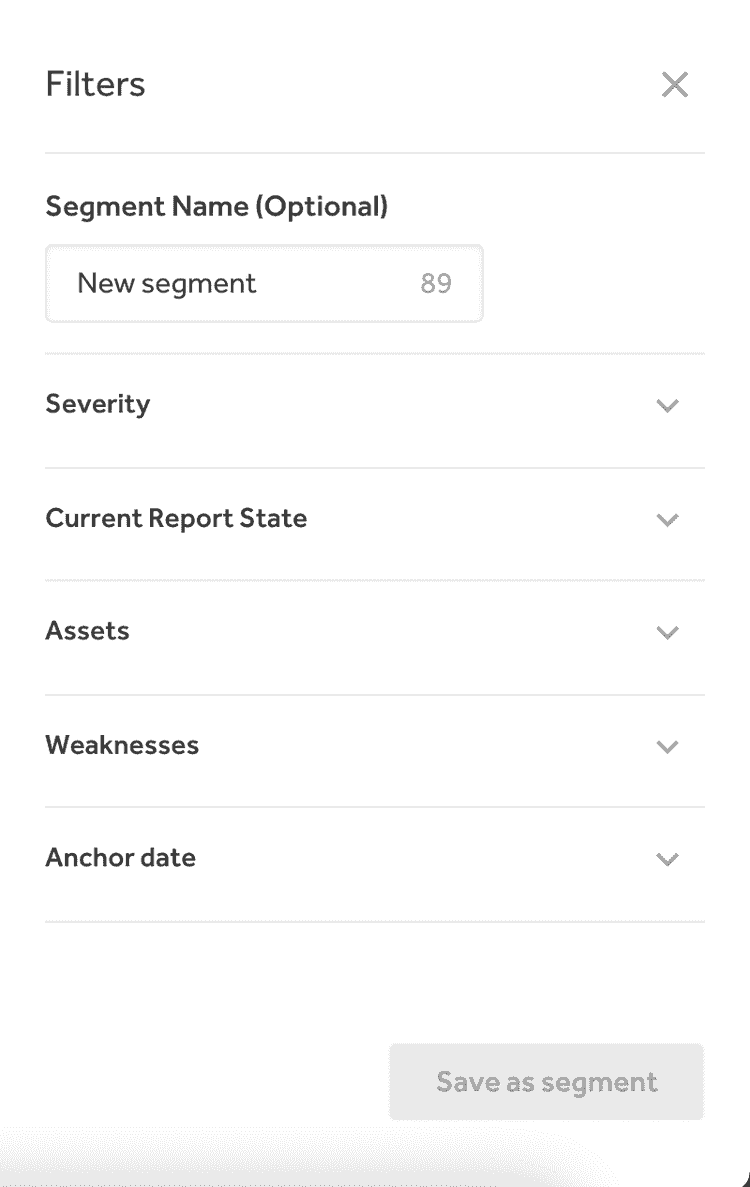 Filters
Segment Name (Optional)
New segment 89
Severity
Current Report State
Assets
Weaknesses
Anchor date
Save as segment